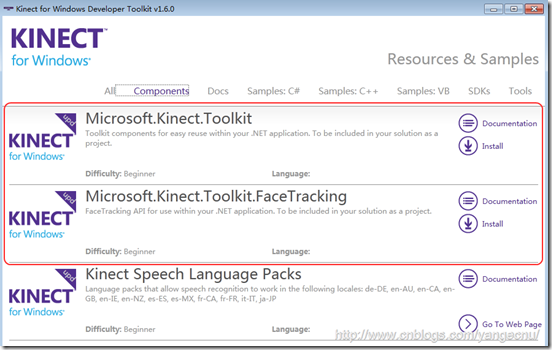 Kinect for Windows Developer Toolkit v1.6.0
KINECT™
for Windows®
Resources & Samples
All Components Docs Samples: C# Samples: C++ Samples: VB SDKs Tools
upd
KINECT
for Windows®
Microsoft.Kinect.Toolkit
Toolkit components for easy reuse within your .NET application. To be included in your solution as a
project.
Difficulty: Beginner Language:
Documentation
Install
upd
KINECT
for Windows®
Microsoft.Kinect.Toolkit.FaceTracking
FaceTracking API for use within your .NET application. To be included in your solution as a project.
Difficulty: Beginner Language:
Documentation
Install
upd
KINECT
for Windows®
Kinect Speech Language Packs
Language packs that allow speech recognition to work in the following locales: de-DE, en-AU, en-CA, en-
GB, en-IE, en-NZ, es-ES, es-MX, fr-CA, fr-FR, it-IT, ja-JP
Difficulty: Beginner Language:
Documentation
Go To Web Page
http://www.cnblogs.com/yangecnu/